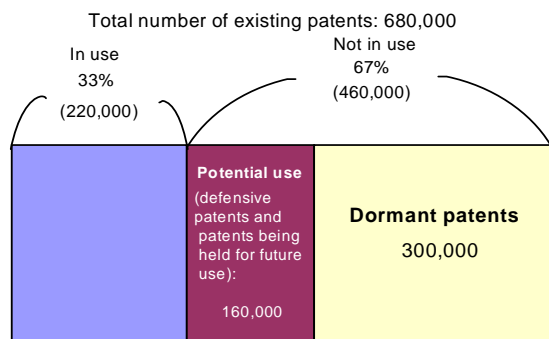 Total number of existing patents: 680,000
In use
33%
(220,000)
Not in use
67%
(460,000)
Potential use
(defensive
patents and
patents being
held for future
use):
160,000
Dormant patents
300,000